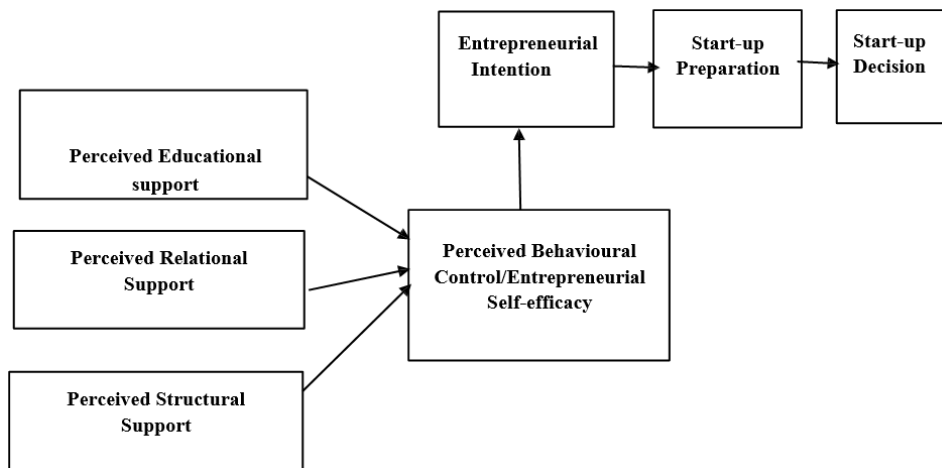 Entrepreneurial
Intention
Start-up
Preparation
Start-up
Decision
Perceived Educational
support
Perceived Relational
Support
Perceived Behavioural
Control/Entrepreneurial
Self-efficacy
Perceived Structural
Support